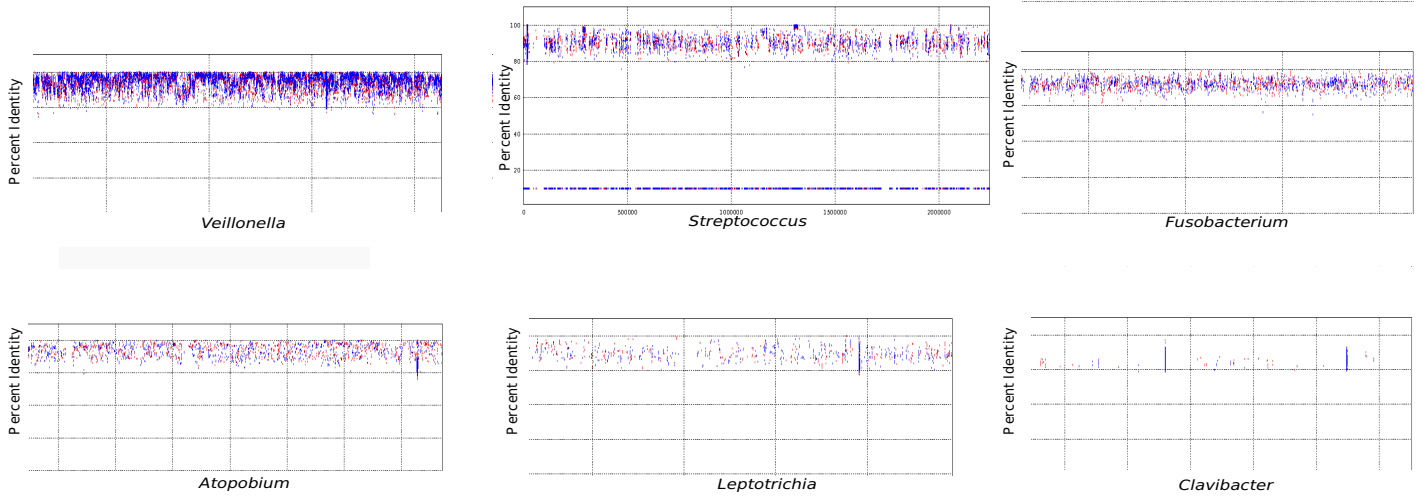 Percent Identity
Veillonella
100
80
60
40
20
Percent Identity
0
500000
1000000
1500000
2000000
Streptococcus
Percent Identity
Fusobacterium
Percent Identity
Atopobium
Percent Identity
Leptotrichia
Percent Identity
Clavibacter